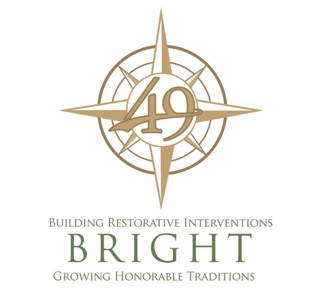 49
Building Restorative Interventions
BRIGHT
Growing Honorable Traditions